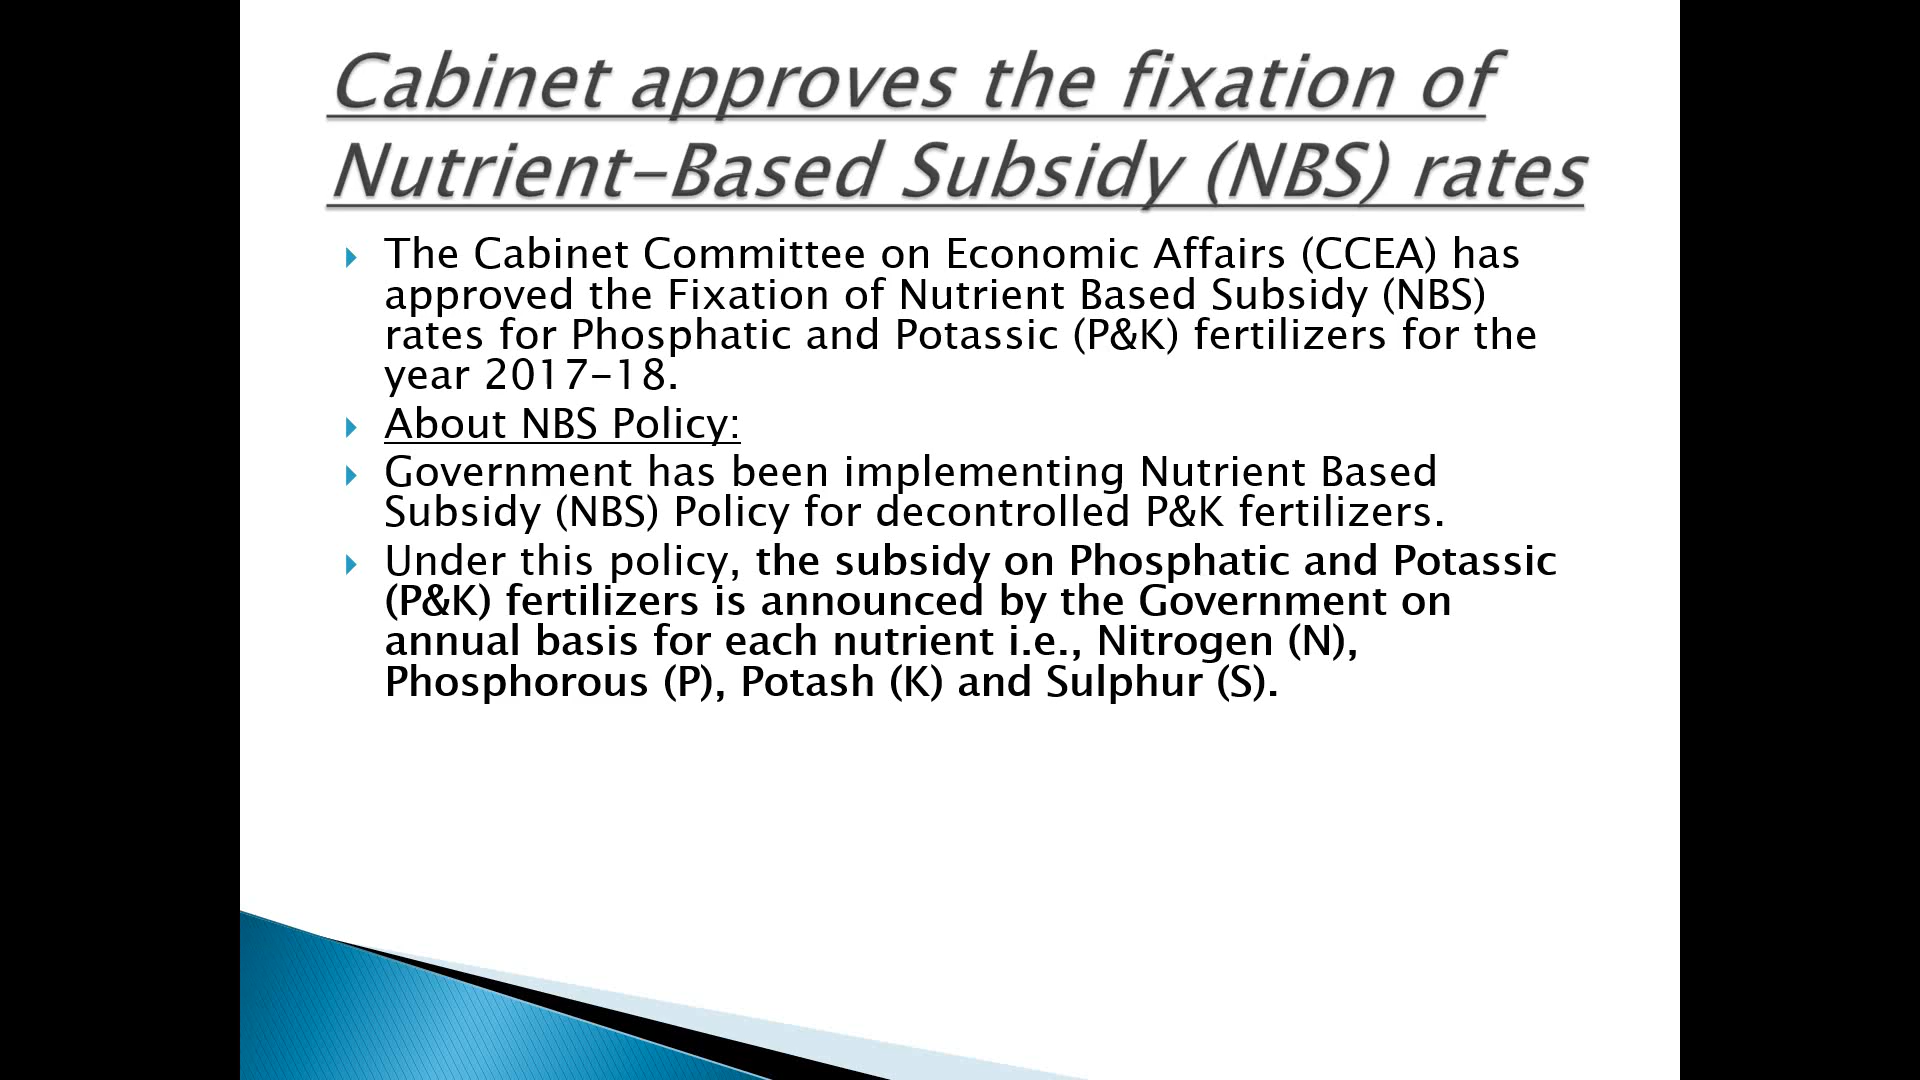 Cabinet approves the fixation of
Nutrient-Based Subsidy (NBS) rates
The Cabinet Committee on Economic Affairs (CCEA) has
approved the Fixation of Nutrient Based Subsidy (NBS)
rates for Phosphatic and Potassic (P&K) fertilizers for the
year 2017-18.
About NBS Policy:
Government has been implementing Nutrient Based
Subsidy (NBS) Policy for decontrolled P&K fertilizers.
Under this policy, the subsidy on Phosphatic and Potassic
(P&K) fertilizers is announced by the Government on
annual basis for each nutrient i.e., Nitrogen (N),
Phosphorous (P), Potash (K) and Sulphur (S).